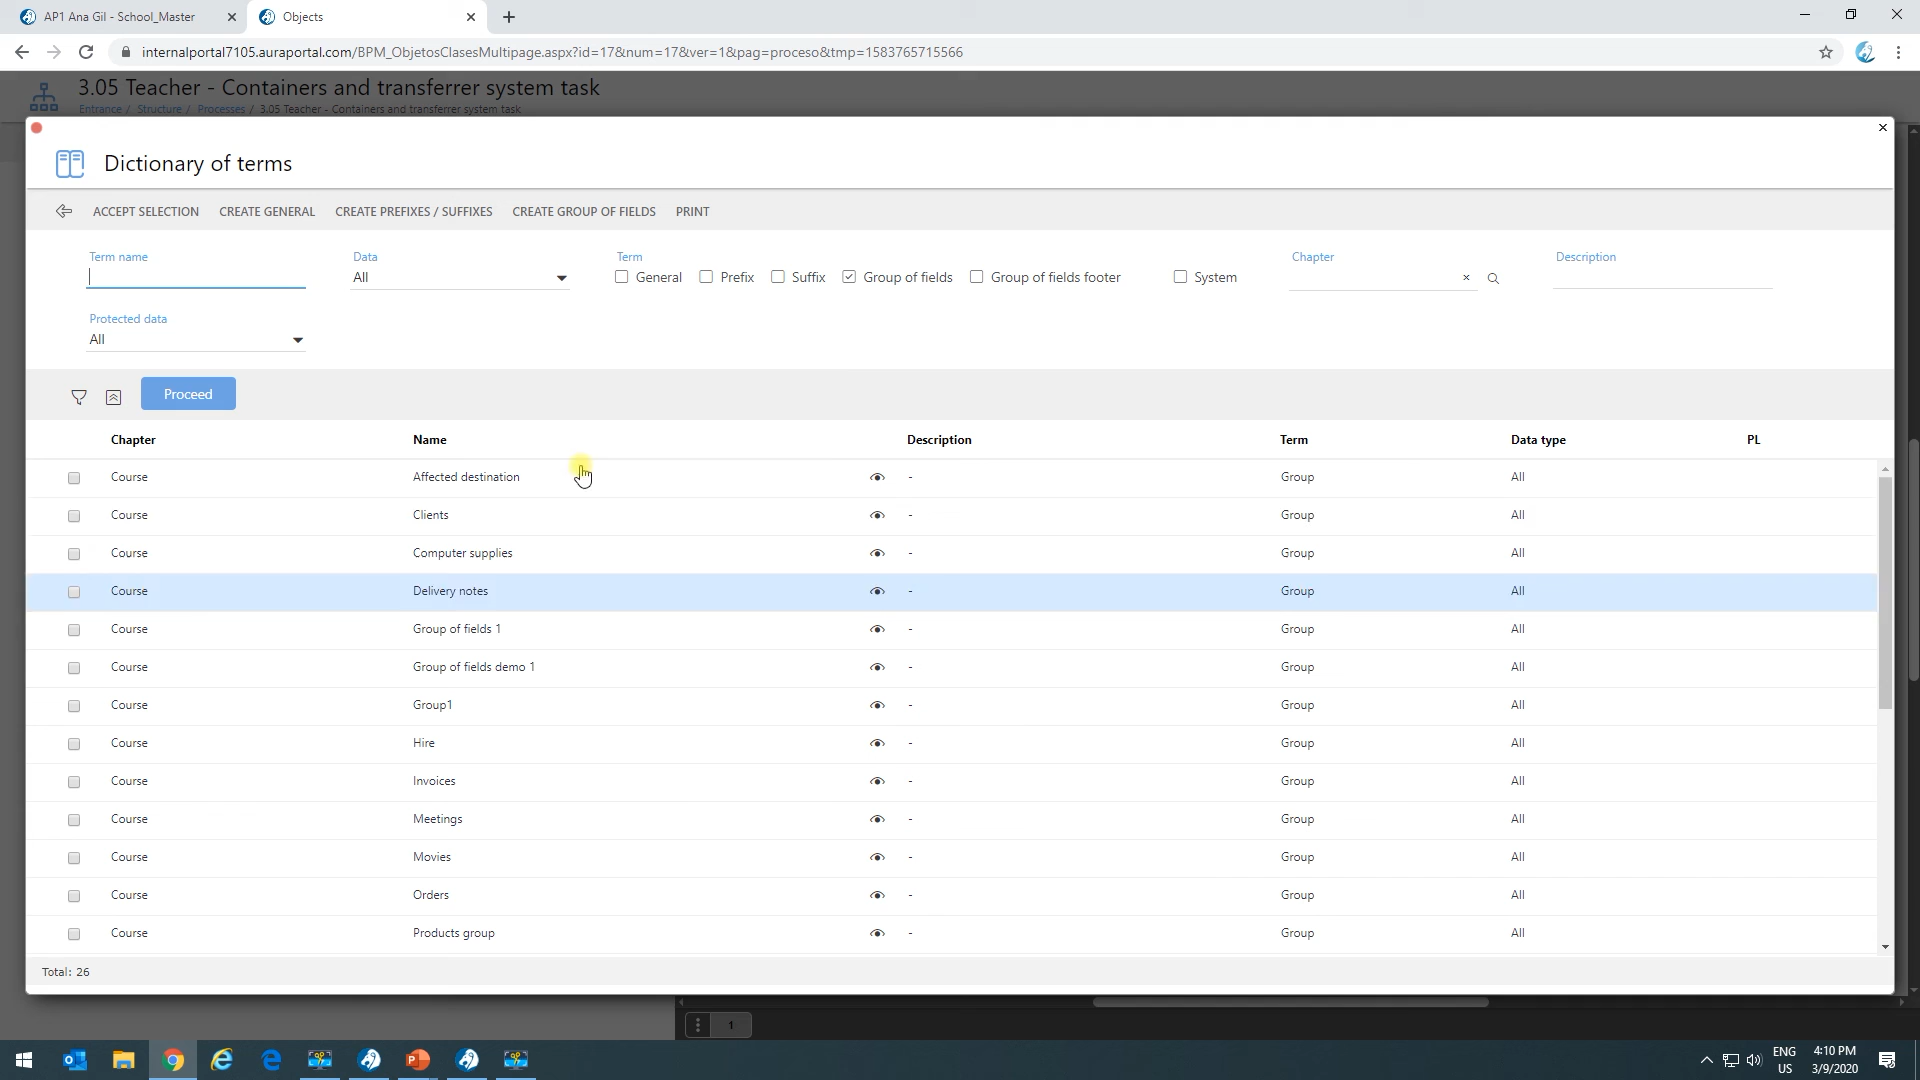 AP1 Ana Gil - School_Master
Objects
internalportal7105.auraportal.com/BPM_ObjetosClasesMultipage.aspx?id=17&num=17&ver=1&pag=proceso&tmp=1583765715566
3.05 Teacher - Containers and transferrer system task
Entrance / Structure / Processes / 3.05 Teacher - Containers and transferrer system task
Dictionary of terms
ACCEPT SELECTION CREATE GENERAL CREATE PREFIXES / SUFFIXES CREATE GROUP OF FIELDS PRINT
Term name Data Term Chapter Description
All General Prefix Suffix Group of fields Group of fields footer System
Protected data
All
Proceed
Chapter Name Description Term Data type PL
Course Affected destination - Group All
Course Clients - Group All
Course Computer supplies - Group All
Course Delivery notes - Group All
Course Group of fields 1 - Group All
Course Group of fields demo 1 - Group All
Course Group1 - Group All
Course Hire - Group All
Course Invoices - Group All
Course Meetings - Group All
Course Movies - Group All
Course Orders - Group All
Course Products group - Group All
Total: 26
1
ENG 4:10 PM
US 3/9/2020